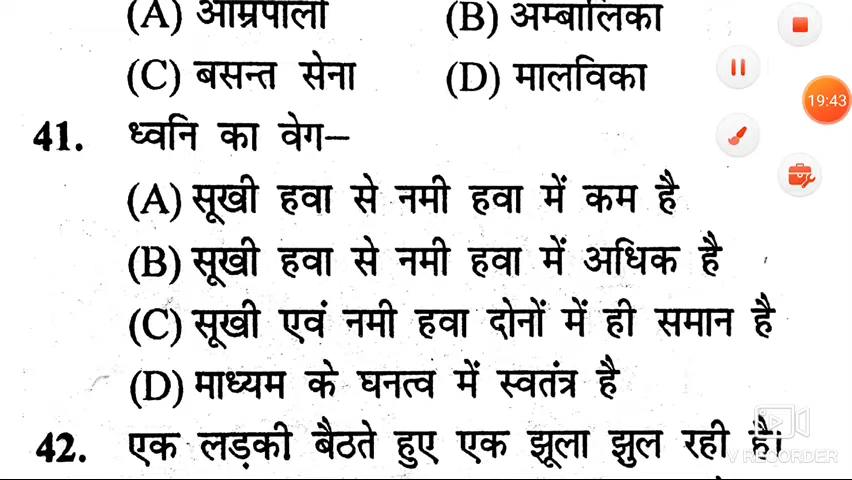 (A) आम्रपाली (B) अम्बालिका
(C) बसन्त सेना (D) मालविका
41. ध्वनि का वेग–
(A) सूखी हवा से नमी हवा में कम है
(B) सूखी हवा से नमी हवा में अधिक है
(C) सूखी एवं नमी हवा दोनों में ही समान है
(D) माध्यम के घनत्व में स्वतंत्र है
42. एक लड़की बैठते हुए एक झूला झुल रही है।
19:43
V RECORDER